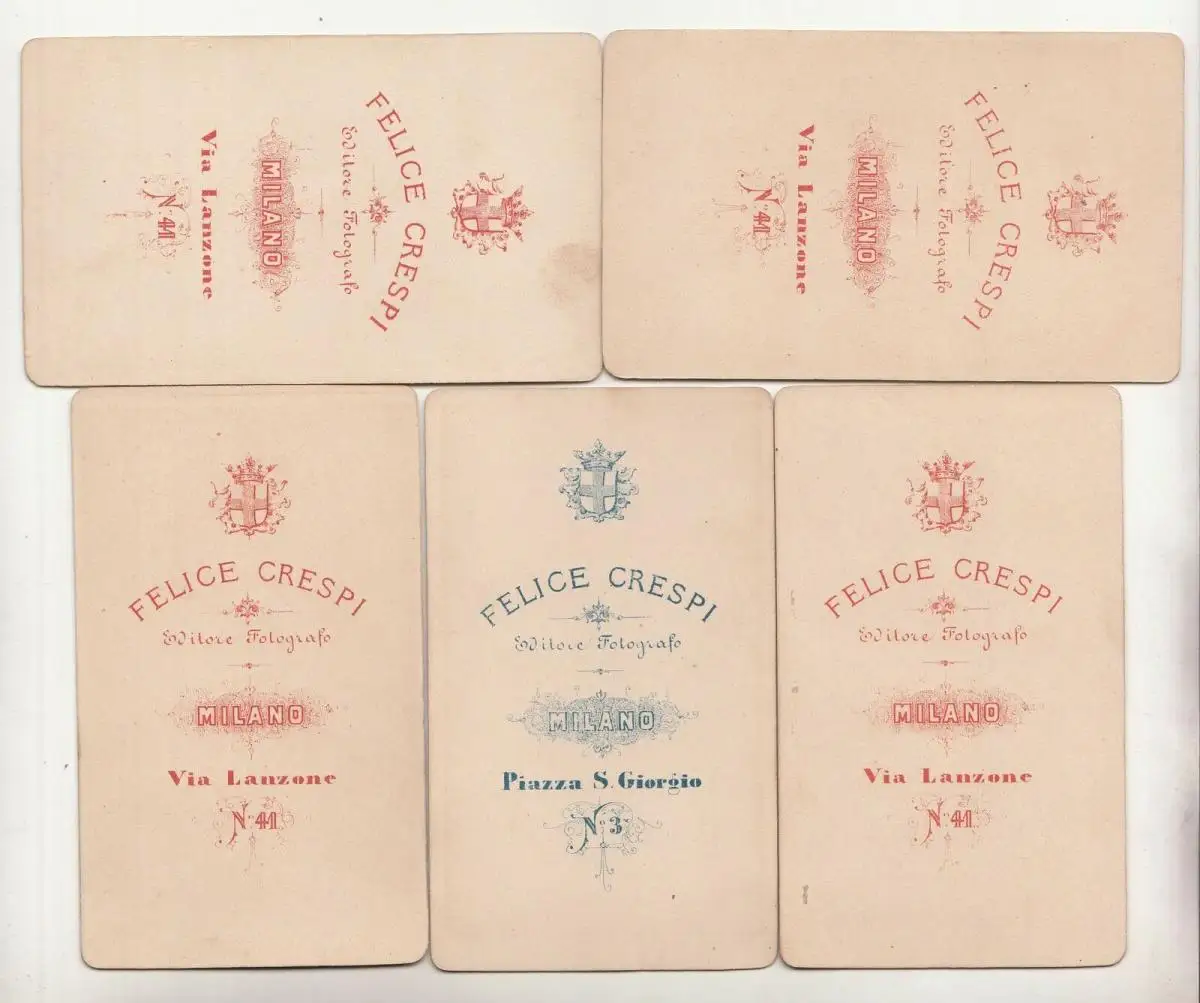 FELICE CRESPI
Editore Fotografo
MILANO
Via Lanzone
N. 41
FELICE CRESPI
Editore Fotografo
MILANO
Via Lanzone
N. 41
FELICE CRESPI
Editore Fotografo
MILANO
Via Lanzone
N. 41
FELICE CRESPI
Editore Fotografo
MILANO
Piazza S. Giorgio
N. 3
FELICE CRESPI
Editore Fotografo
MILANO
Via Lanzone
N. 41